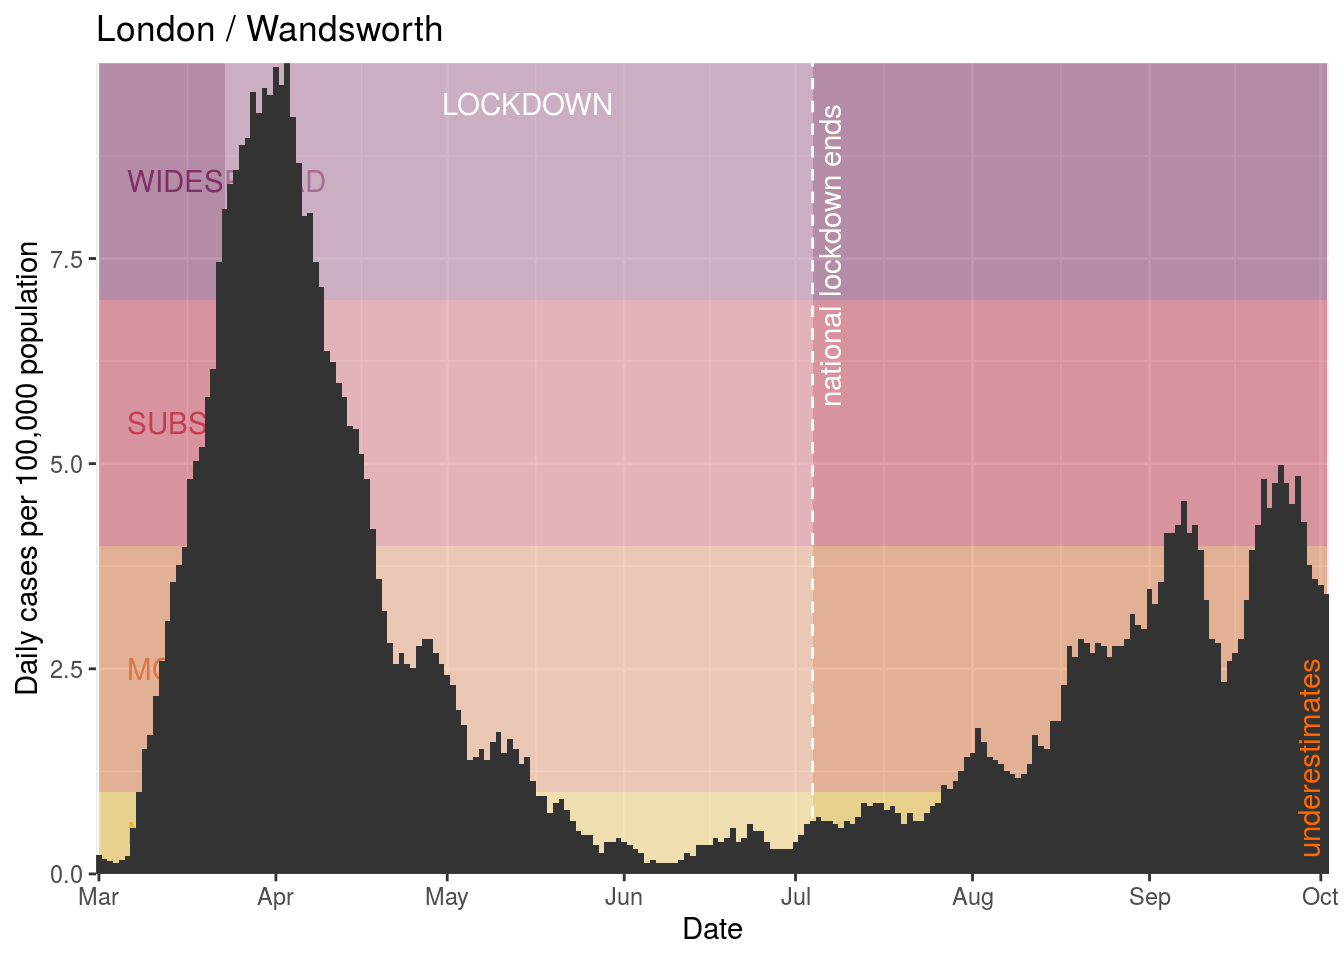 London / Wandsworth
LOCKDOWN
national lockdown ends
underestimates
Daily cases per 100,000 population
7.5
5.0
2.5
0.0
Mar Apr May Jun Jul Aug Sep Oct
Date